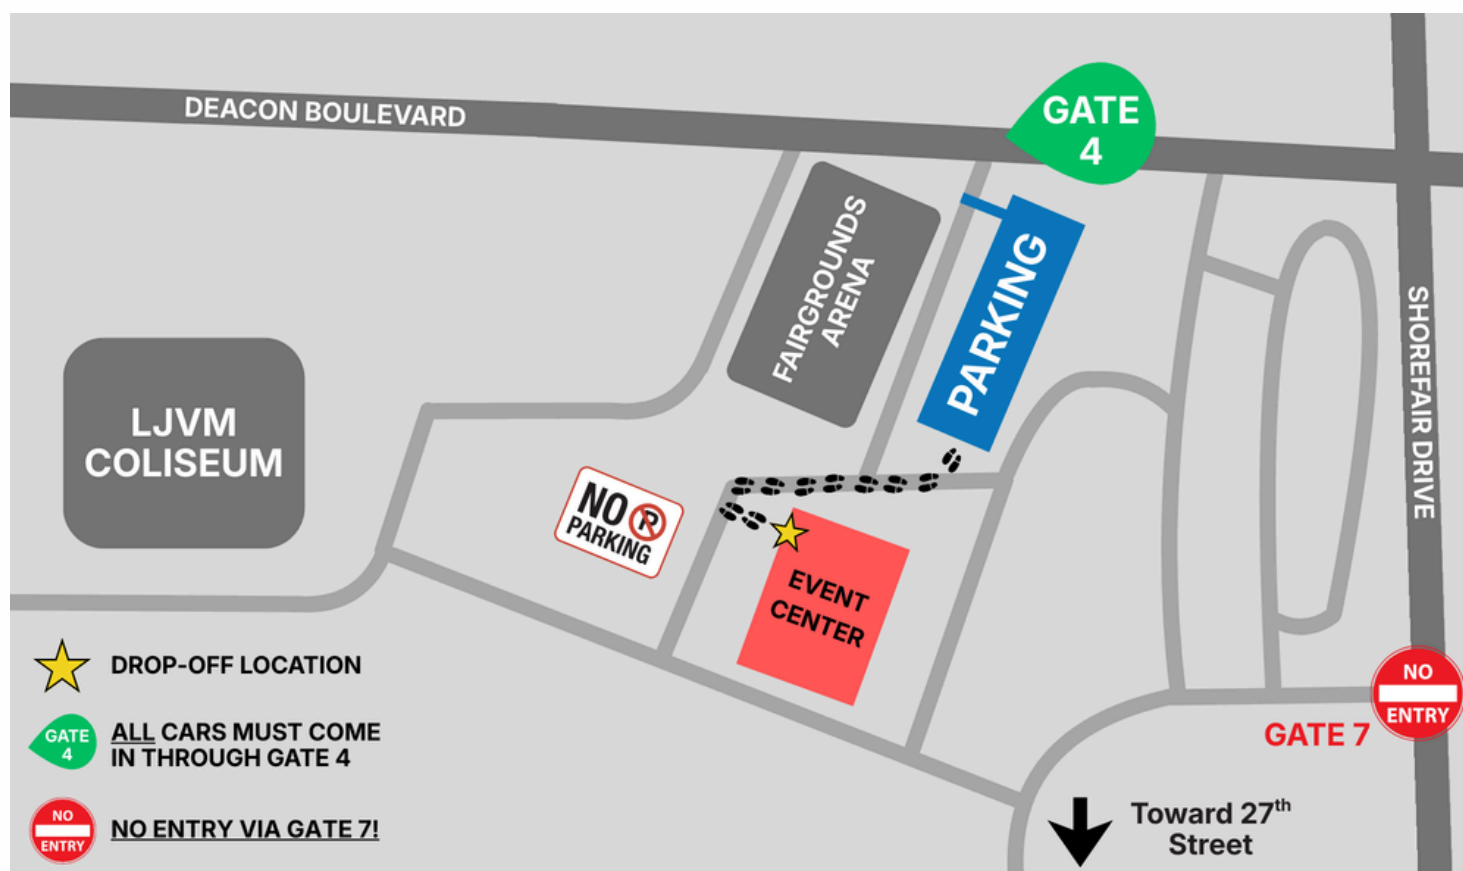 DEACON BOULEVARD
GATE
4
FAIRGROUNDS
ARENA
PARKING
SHOREFAIR DRIVE
LJVM
COLISEUM
NO P
PARKING
EVENT
CENTER
DROP-OFF LOCATION
GATE
4
ALL CARS MUST COME
IN THROUGH GATE 4
NO
ENTRY
NO ENTRY VIA GATE 7!
NO
ENTRY
GATE 7
Toward 27th
Street